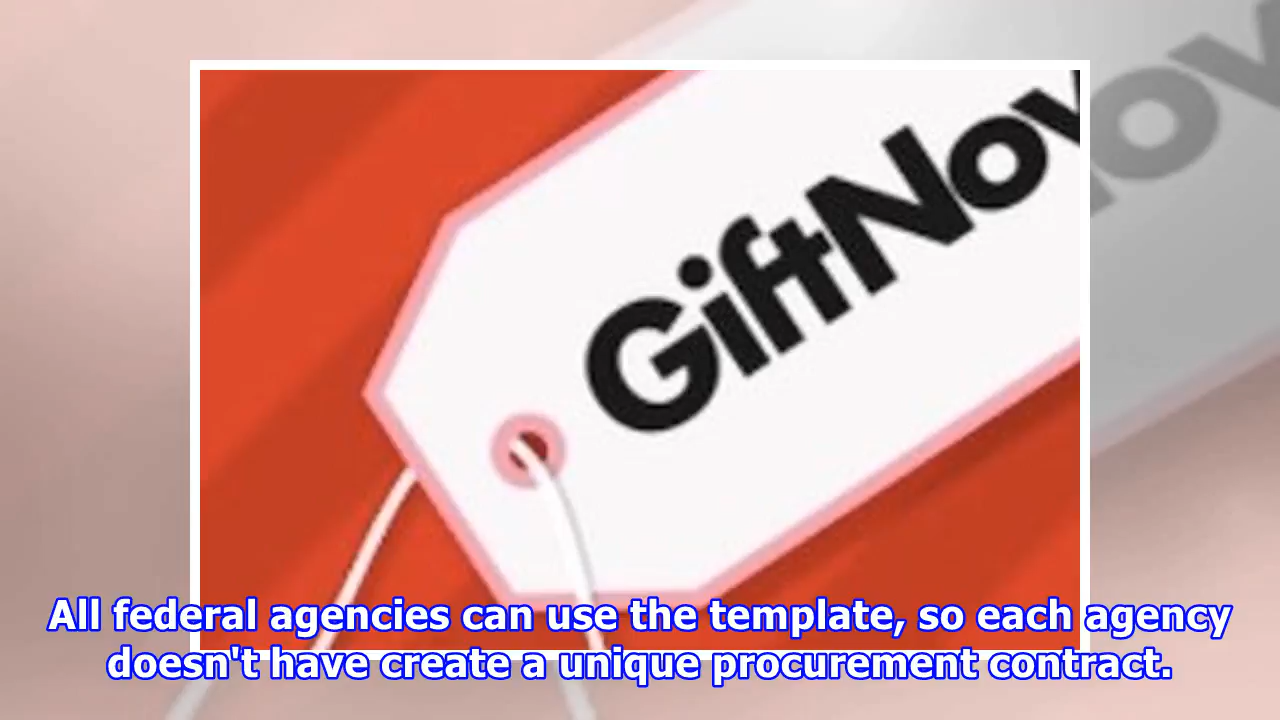 GiftNov
All federal agencies can use the template, so each agency
doesn't have create a unique procurement contract.